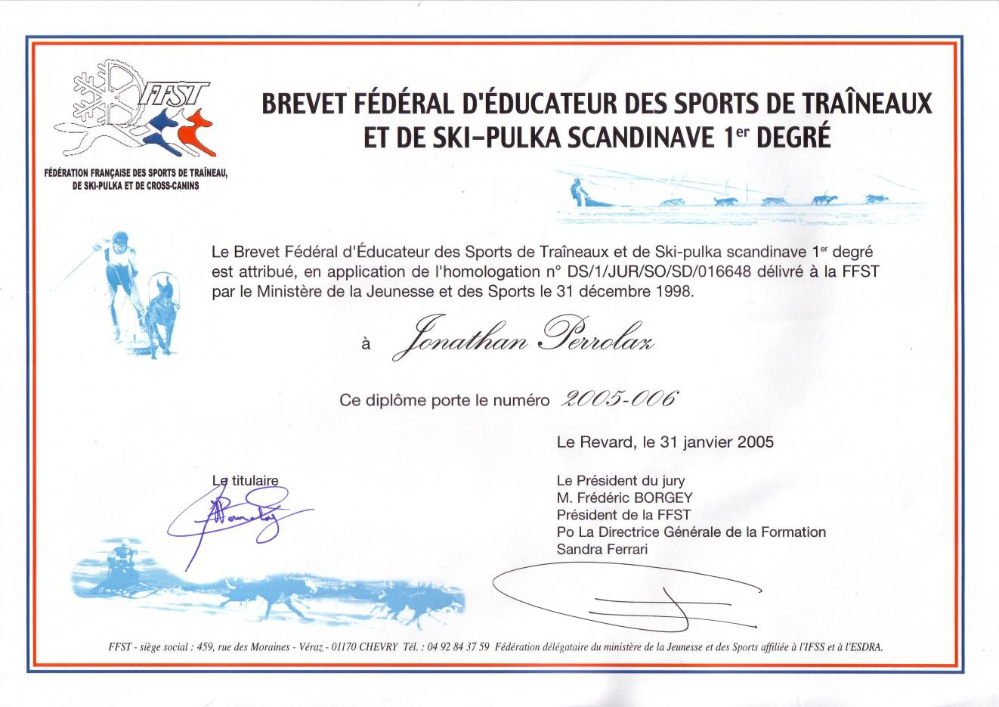 FFST
FÉDÉRATION FRANÇAISE DES SPORTS DE TRAÎNEAU,
DE SKI-PULKA ET DE CROSS-CANINS
BREVET FÉDÉRAL D'ÉDUCATEUR DES SPORTS DE TRAÎNEAUX
ET DE SKI-PULKA SCANDINAVE 1er DEGRÉ
Le Brevet Fédéral d'Éducateur des Sports de Traîneaux et de Ski-pulka scandinave 1er degré
est attribué, en application de l'homologation n° DS/1/JUR/SO/SD/016648 délivré à la FFST
par le Ministère de la Jeunesse et des Sports le 31 décembre 1998.
à Jonathan Perrolaz
Ce diplôme porte le numéro 2005-006
Le Revard, le 31 janvier 2005
Le titulaire
Le Président du jury
M. Frédéric BORGEY
Président de la FFST
Po La Directrice Générale de la Formation
Sandra Ferrari
FFST - siège social : 459, rue des Moraines - Véraz - 01170 CHEVRY Tél. : 04 92 84 37 59 Fédération délégataire du ministère de la Jeunesse et des Sports affiliée à l'IFSS et à l'ESDRA.